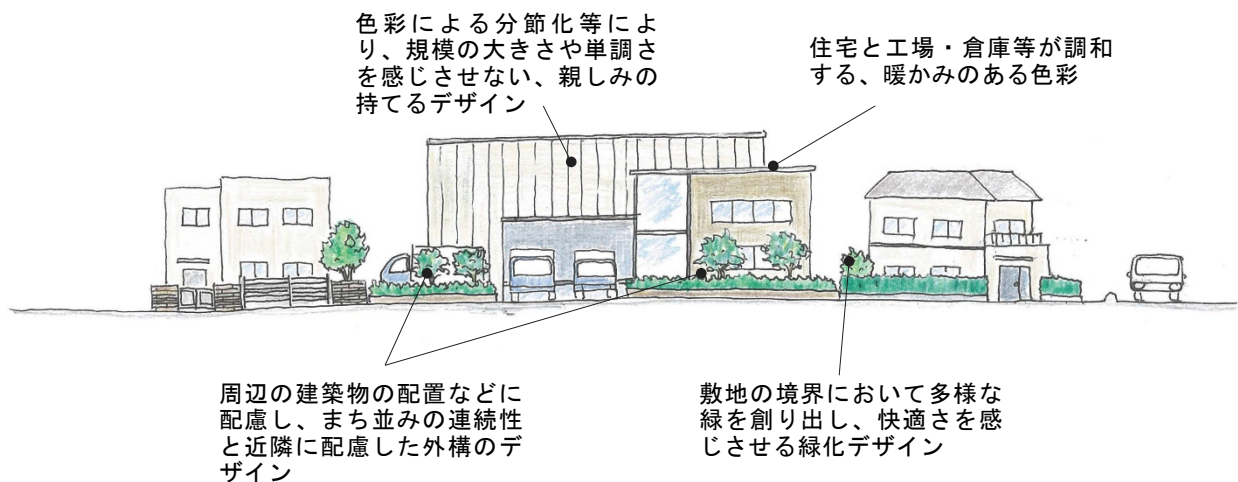 色彩による分節化等によ
り、規模の大きさや単調さ
を感じさせない、親しみの
持てるデザイン
住宅と工場・倉庫等が調和
する、暖かみのある色彩
周辺の建築物の配置などに
配慮し、まち並みの連続性
と近隣に配慮した外構のデ
ザイン
敷地の境界において多様な
緑を創り出し、快適さを感
じさせる緑化デザイン